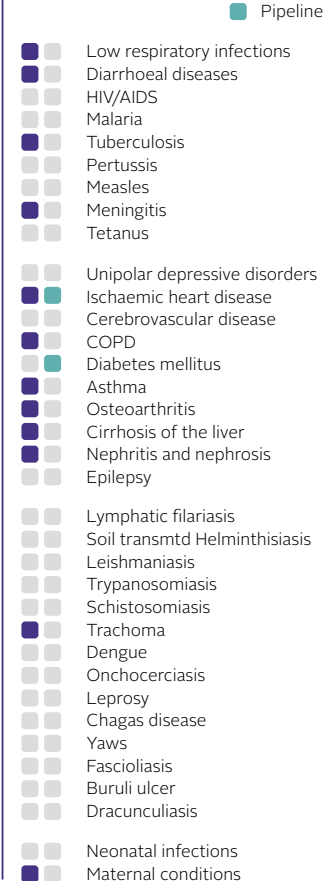 Pipeline
Low respiratory infections
Diarrhoeal diseases
HIV/AIDS
Malaria
Tuberculosis
Pertussis
Measles
Meningitis
Tetanus
Unipolar depressive disorders
Ischaemic heart disease
Cerebrovascular disease
COPD
Diabetes mellitus
Asthma
Osteoarthritis
Cirrhosis of the liver
Nephritis and nephrosis
Epilepsy
Lymphatic filariasis
Soil transmtd Helminthisiasis
Leishmaniasis
Trypanosomiasis
Schistosomiasis
Trachoma
Dengue
Onchocerciasis
Leprosy
Chagas disease
Yaws
Fascioliasis
Buruli ulcer
Dracunculiasis
Neonatal infections
Maternal conditions